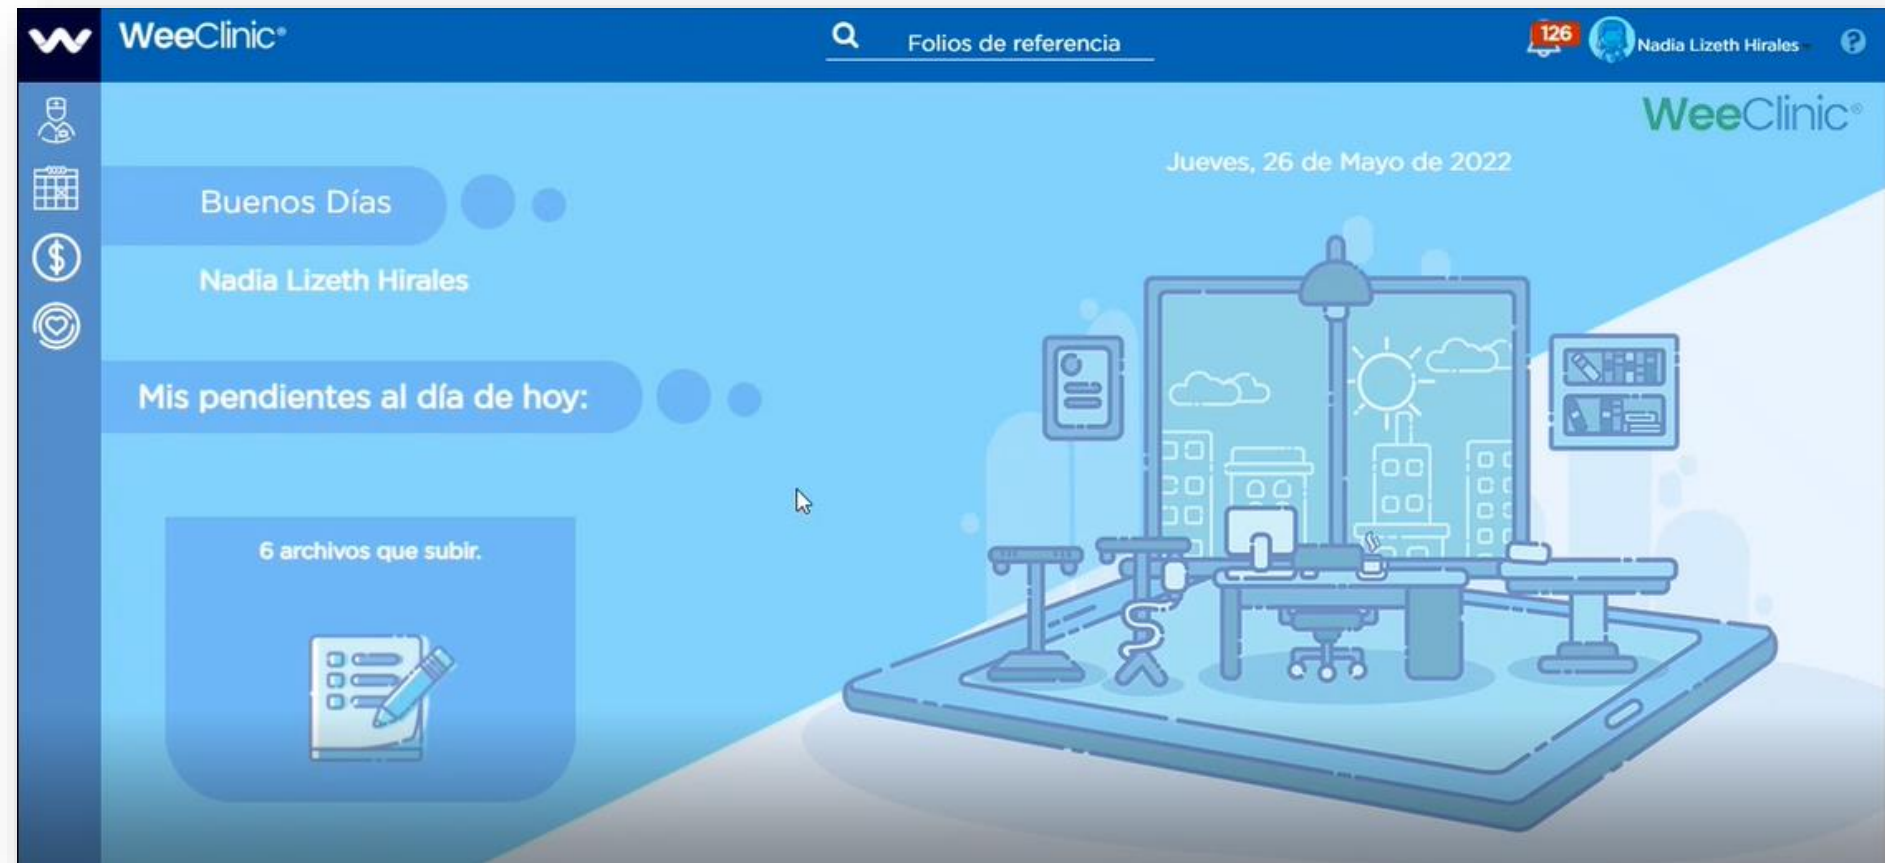 WeeClinic®
Folios de referencia
126
Nadia Lizeth Hirales
?
WeeClinic®
Jueves, 26 de Mayo de 2022
Buenos Días
Nadia Lizeth Hirales
Mis pendientes al día de hoy:
6 archivos que subir.